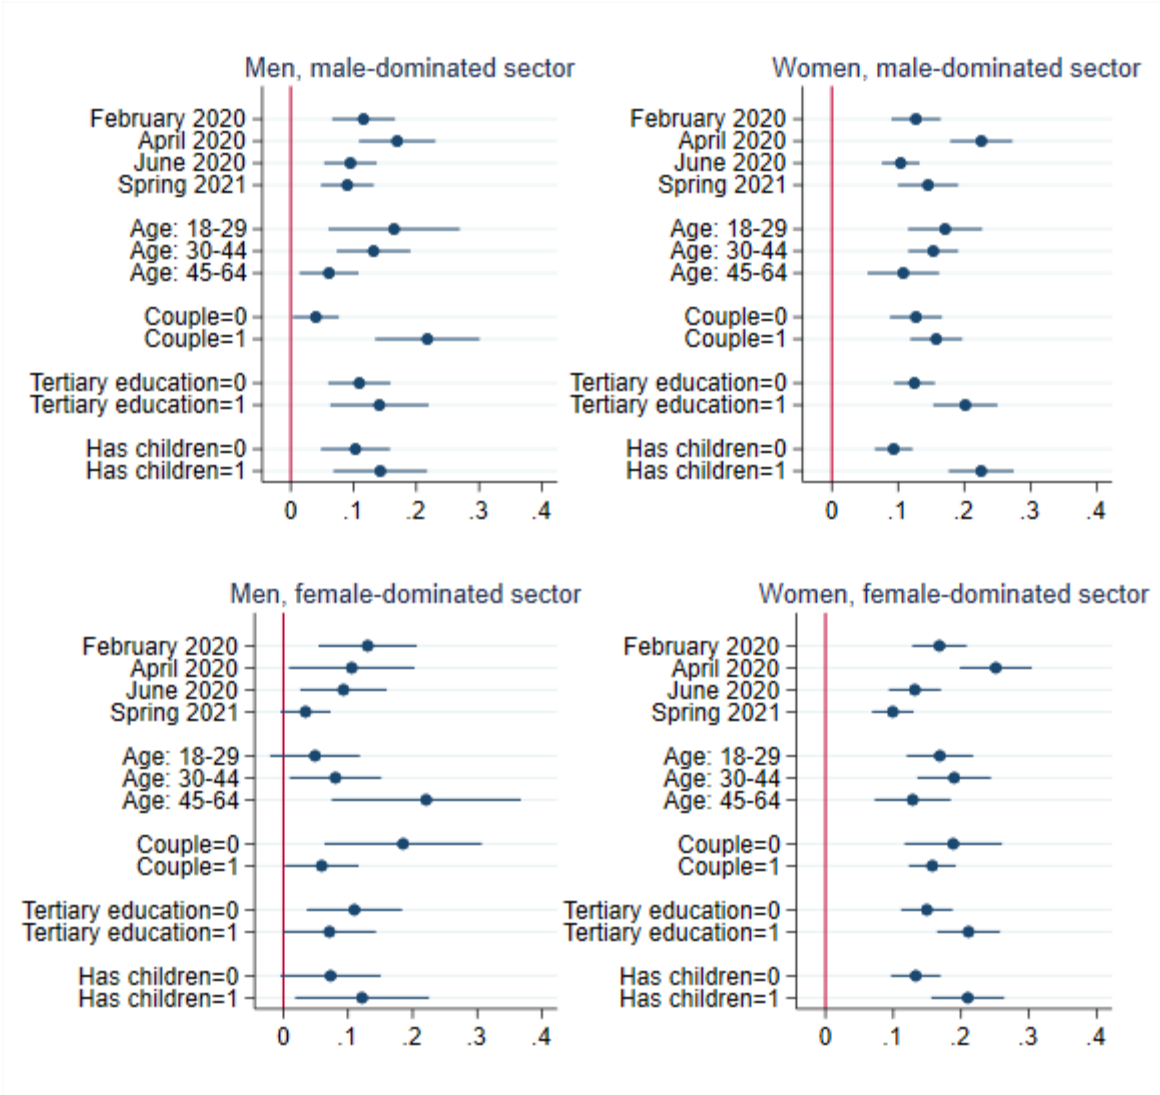 Men, male-dominated sector
February 2020
April 2020
June 2020
Spring 2021
Age: 18-29
Age: 30-44
Age: 45-64
Couple=0
Couple=1
Tertiary education=0
Tertiary education=1
Has children=0
Has children=1
0 .1 .2 .3 .4
Women, male-dominated sector
February 2020
April 2020
June 2020
Spring 2021
Age: 18-29
Age: 30-44
Age: 45-64
Couple=0
Couple=1
Tertiary education=0
Tertiary education=1
Has children=0
Has children=1
0 .1 .2 .3 .4
Men, female-dominated sector
February 2020
April 2020
June 2020
Spring 2021
Age: 18-29
Age: 30-44
Age: 45-64
Couple=0
Couple=1
Tertiary education=0
Tertiary education=1
Has children=0
Has children=1
0 .1 .2 .3 .4
Women, female-dominated sector
February 2020
April 2020
June 2020
Spring 2021
Age: 18-29
Age: 30-44
Age: 45-64
Couple=0
Couple=1
Tertiary education=0
Tertiary education=1
Has children=0
Has children=1
0 .1 .2 .3 .4